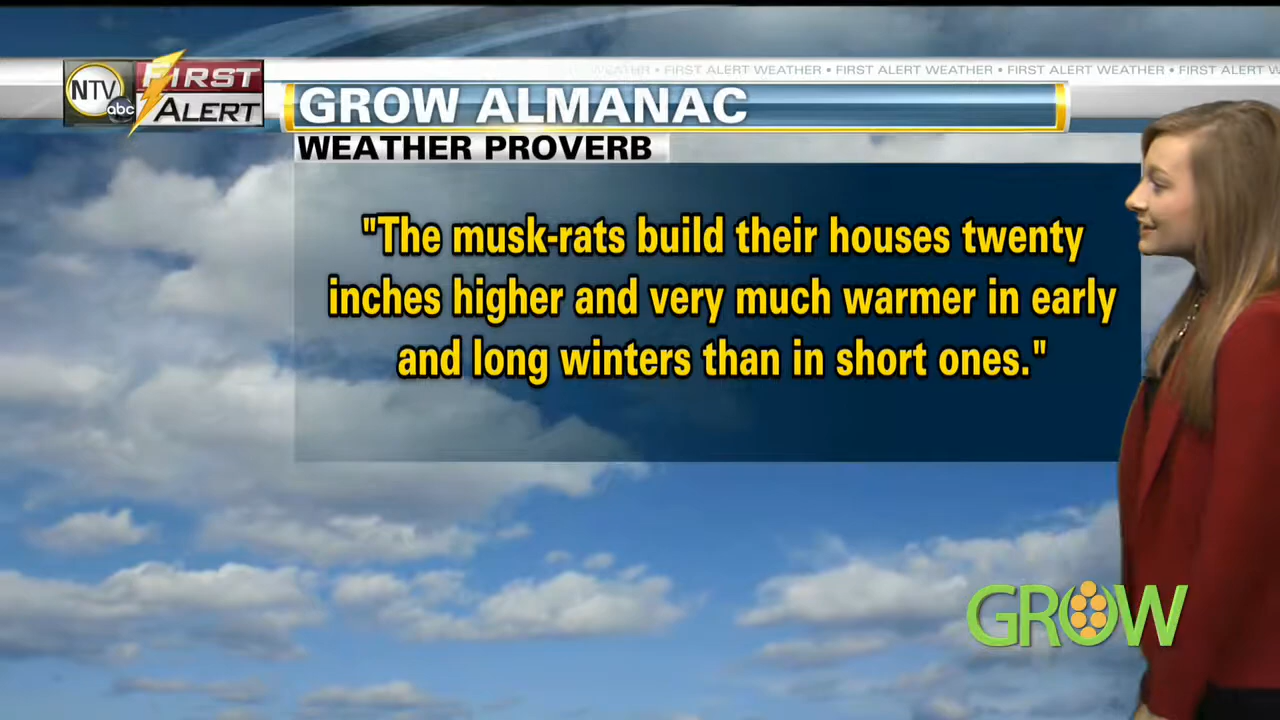 WEATHER • FIRST ALERT WEATHER • FIRST ALERT WEATHER • FIRST ALERT WEATHER • FIRST ALERT W
NTV
abc
FIRST
ALERT
GROW ALMANAC
WEATHER PROVERB
"The musk-rats build their houses twenty
inches higher and very much warmer in early
and long winters than in short ones."
GROW